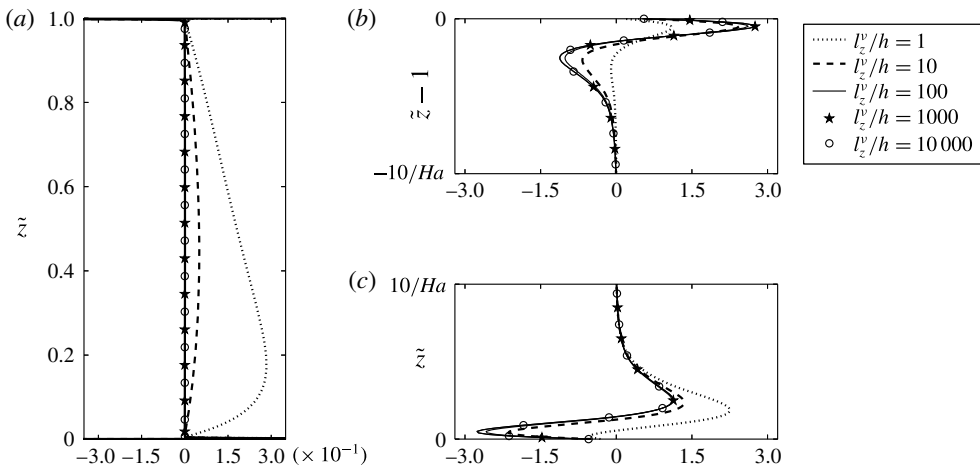 (a)
1.0
0.8
0.6
0.4
0.2
0
z̃
−3.0 −1.5 0 1.5 3.0 (× 10⁻¹)
(b)
0
z̃ − 1
−10/Ha
−3.0 −1.5 0 1.5 3.0
(c)
10/Ha
z̃
0
−3.0 −1.5 0 1.5 3.0
l_z^ν/h = 1
l_z^ν/h = 10
l_z^ν/h = 100
l_z^ν/h = 1000
l_z^ν/h = 10 000